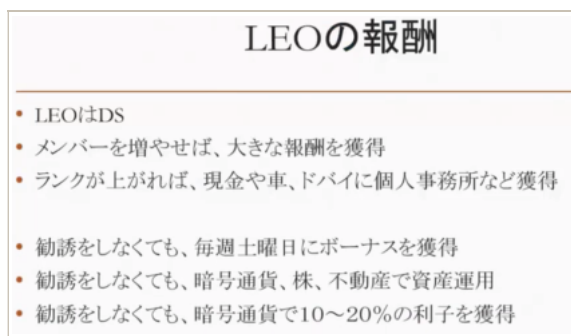 LEOの報酬
• LEOはDS
• メンバーを増やせば、大きな報酬を獲得
• ランクが上がれば、現金や車、ドバイに個人事務所など獲得
• 勧誘をしなくても、毎週土曜日にボーナスを獲得
• 勧誘をしなくても、暗号通貨、株、不動産で資産運用
• 勧誘をしなくても、暗号通貨で10～20%の利子を獲得